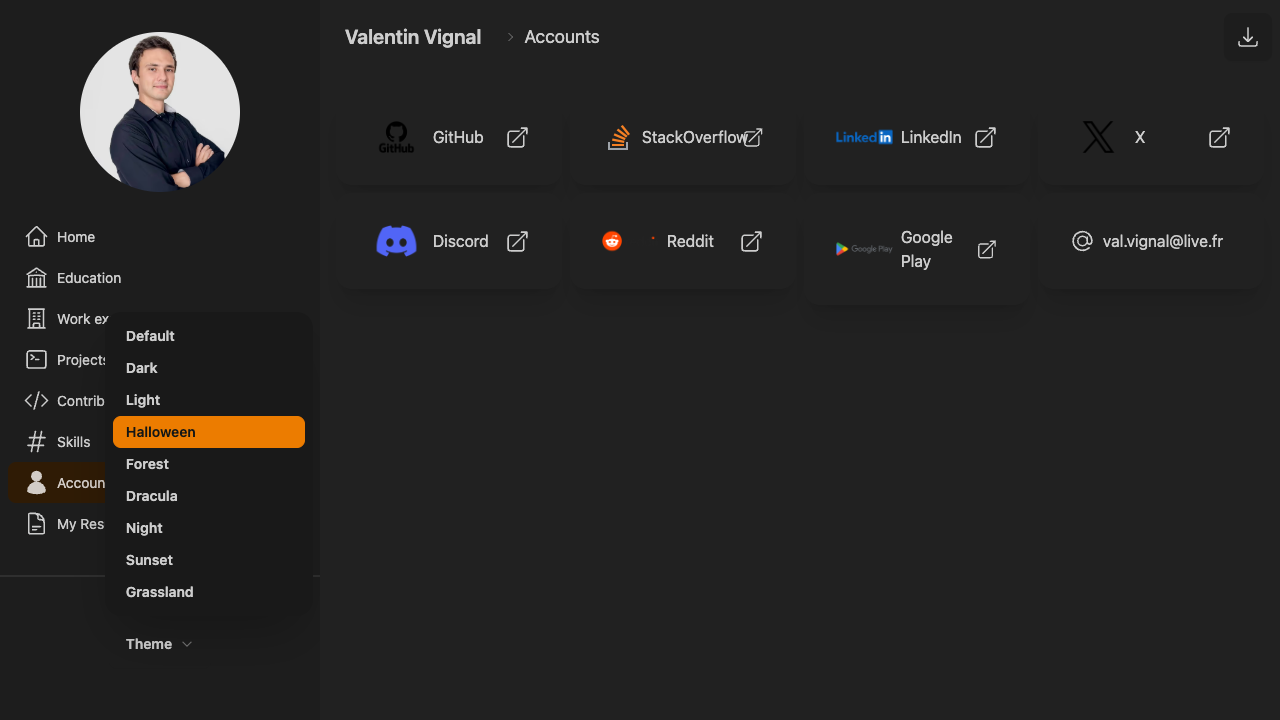 Valentin Vignal
Accounts
GitHub
GitHub
StackOverflow
Linkedin
LinkedIn
X
Discord
Reddit
Google Play
Google
Play
val.vignal@live.fr
Home
Education
Work ex
Projects
Contrib
Skills
Accoun
My Res
Default
Dark
Light
Halloween
Forest
Dracula
Night
Sunset
Grassland
Theme